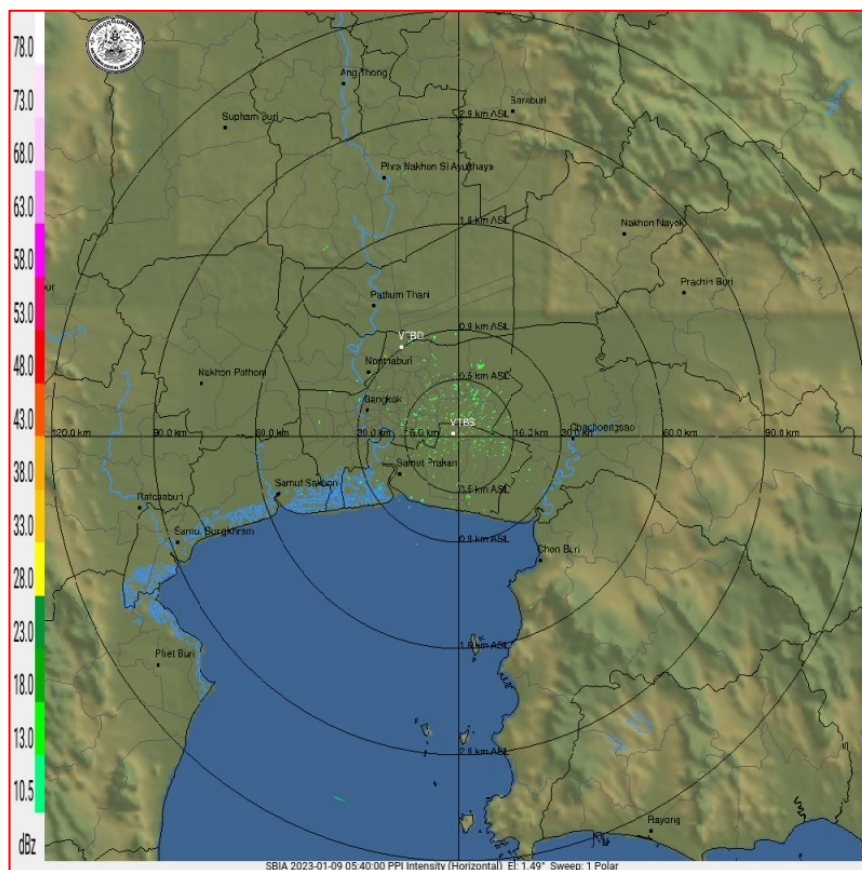 78.0
73.0
68.0
63.0
58.0
53.0
48.0
43.0
38.0
33.0
28.0
23.0
18.0
13.0
10.5
dBz
Ang Thong
Saraburi
Supham Buri
2.9 km ASL
Phra Nakhon Si Ayutthaya
1.8 km ASL
Nakhon Nayok
Prachin Buri
Pathum Thani
0.9 km ASL
VTBD
Nonthaburi
0.5 km ASL
Nakhon Pathom
Bangkok
VTBS
120.0 km
90.0 km
60.0 km
15.0 km
30.0 km
Chachoengsao
60.0 km
90.0 km
Samut Prakan
Samut Sakhon
0.5 km ASL
Ratchaburi
Samut Songkhram
0.9 km ASL
Chon Buri
1.8 km ASL
Phet Buri
2.9 km ASL
Rayong
SBIA 2023-01-09 05:40:00 PPI Intensity (Horizontal) El: 1.49° Sweep: 1 Polar